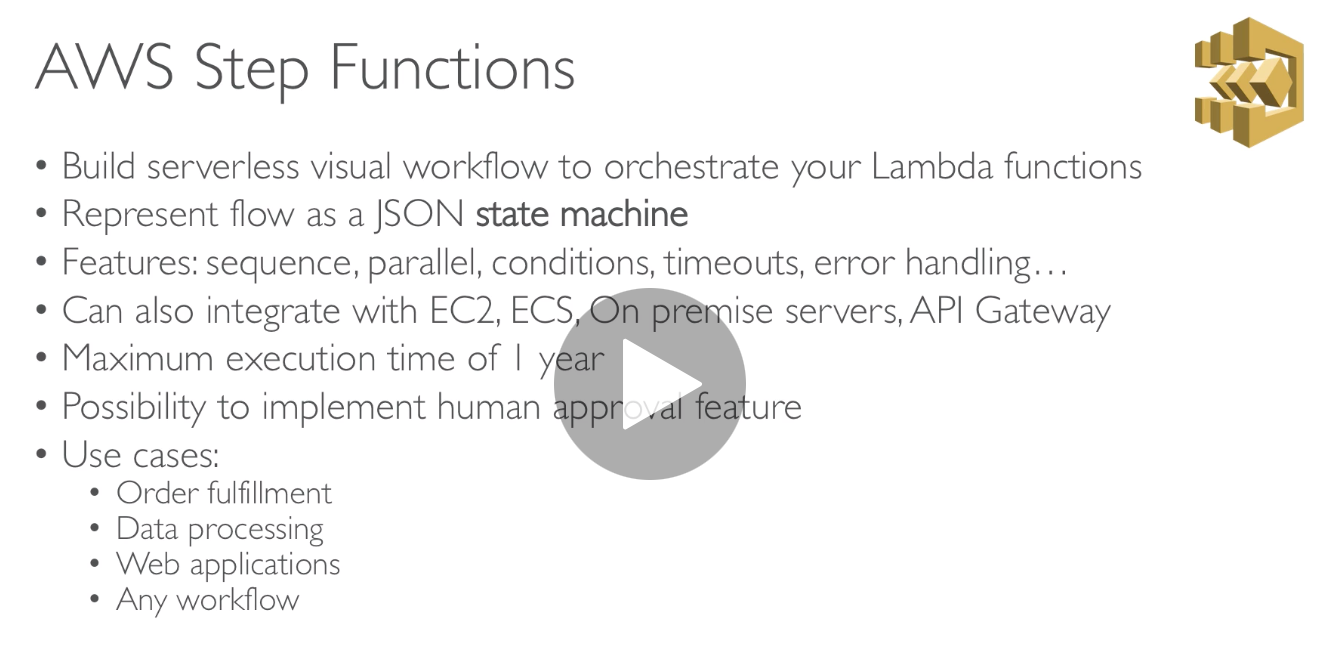 AWS Step Functions
• Build serverless visual workflow to orchestrate your Lambda functions
• Represent flow as a JSON state machine
• Features: sequence, parallel, conditions, timeouts, error handling…
• Can also integrate with EC2, ECS, On premise servers, API Gateway
• Maximum execution time of 1 year
• Possibility to implement human approval feature
• Use cases:
• Order fulfillment
• Data processing
• Web applications
• Any workflow